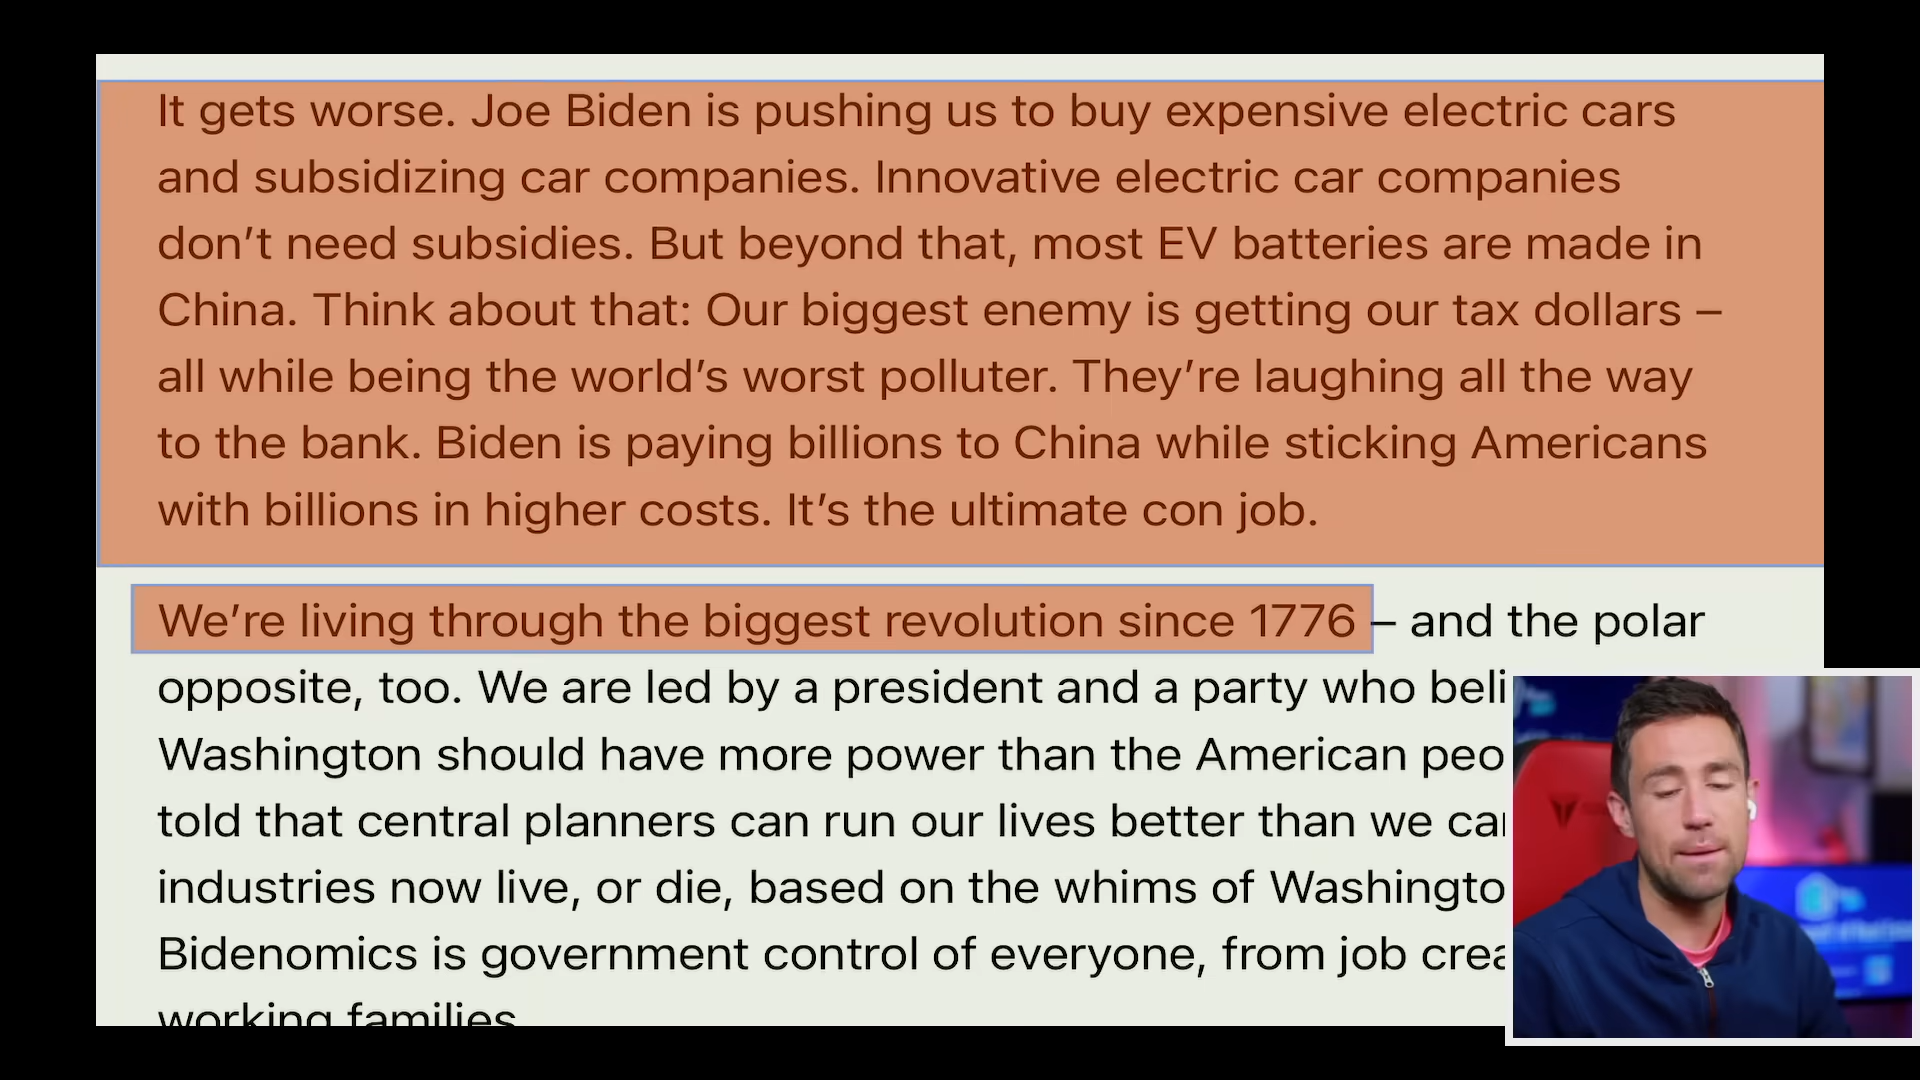 It gets worse. Joe Biden is pushing us to buy expensive electric cars
and subsidizing car companies. Innovative electric car companies
don’t need subsidies. But beyond that, most EV batteries are made in
China. Think about that: Our biggest enemy is getting our tax dollars –
all while being the world’s worst polluter. They’re laughing all the way
to the bank. Biden is paying billions to China while sticking Americans
with billions in higher costs. It’s the ultimate con job.
We’re living through the biggest revolution since 1776 – and the polar
opposite, too. We are led by a president and a party who beli
Washington should have more power than the American peo
told that central planners can run our lives better than we can
industries now live, or die, based on the whims of Washingto
Bidenomics is government control of everyone, from job crea
working families